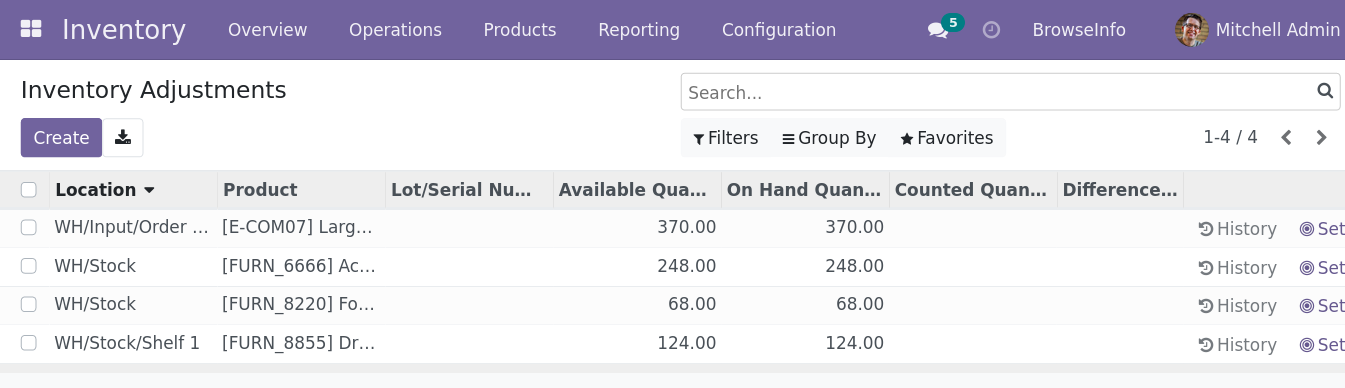 Inventory Overview Operations Products Reporting Configuration 5 BrowseInfo Mitchell Admin
Inventory Adjustments Search...
Create Filters Group By Favorites 1-4 / 4
Location Product Lot/Serial Nu... Available Qua... On Hand Quan... Counted Quan... Difference...
WH/Input/Order ... [E-COM07] Larg... 370.00 370.00 History Set
WH/Stock [FURN_6666] Ac... 248.00 248.00 History Set
WH/Stock [FURN_8220] Fo... 68.00 68.00 History Set
WH/Stock/Shelf 1 [FURN_8855] Dr... 124.00 124.00 History Set